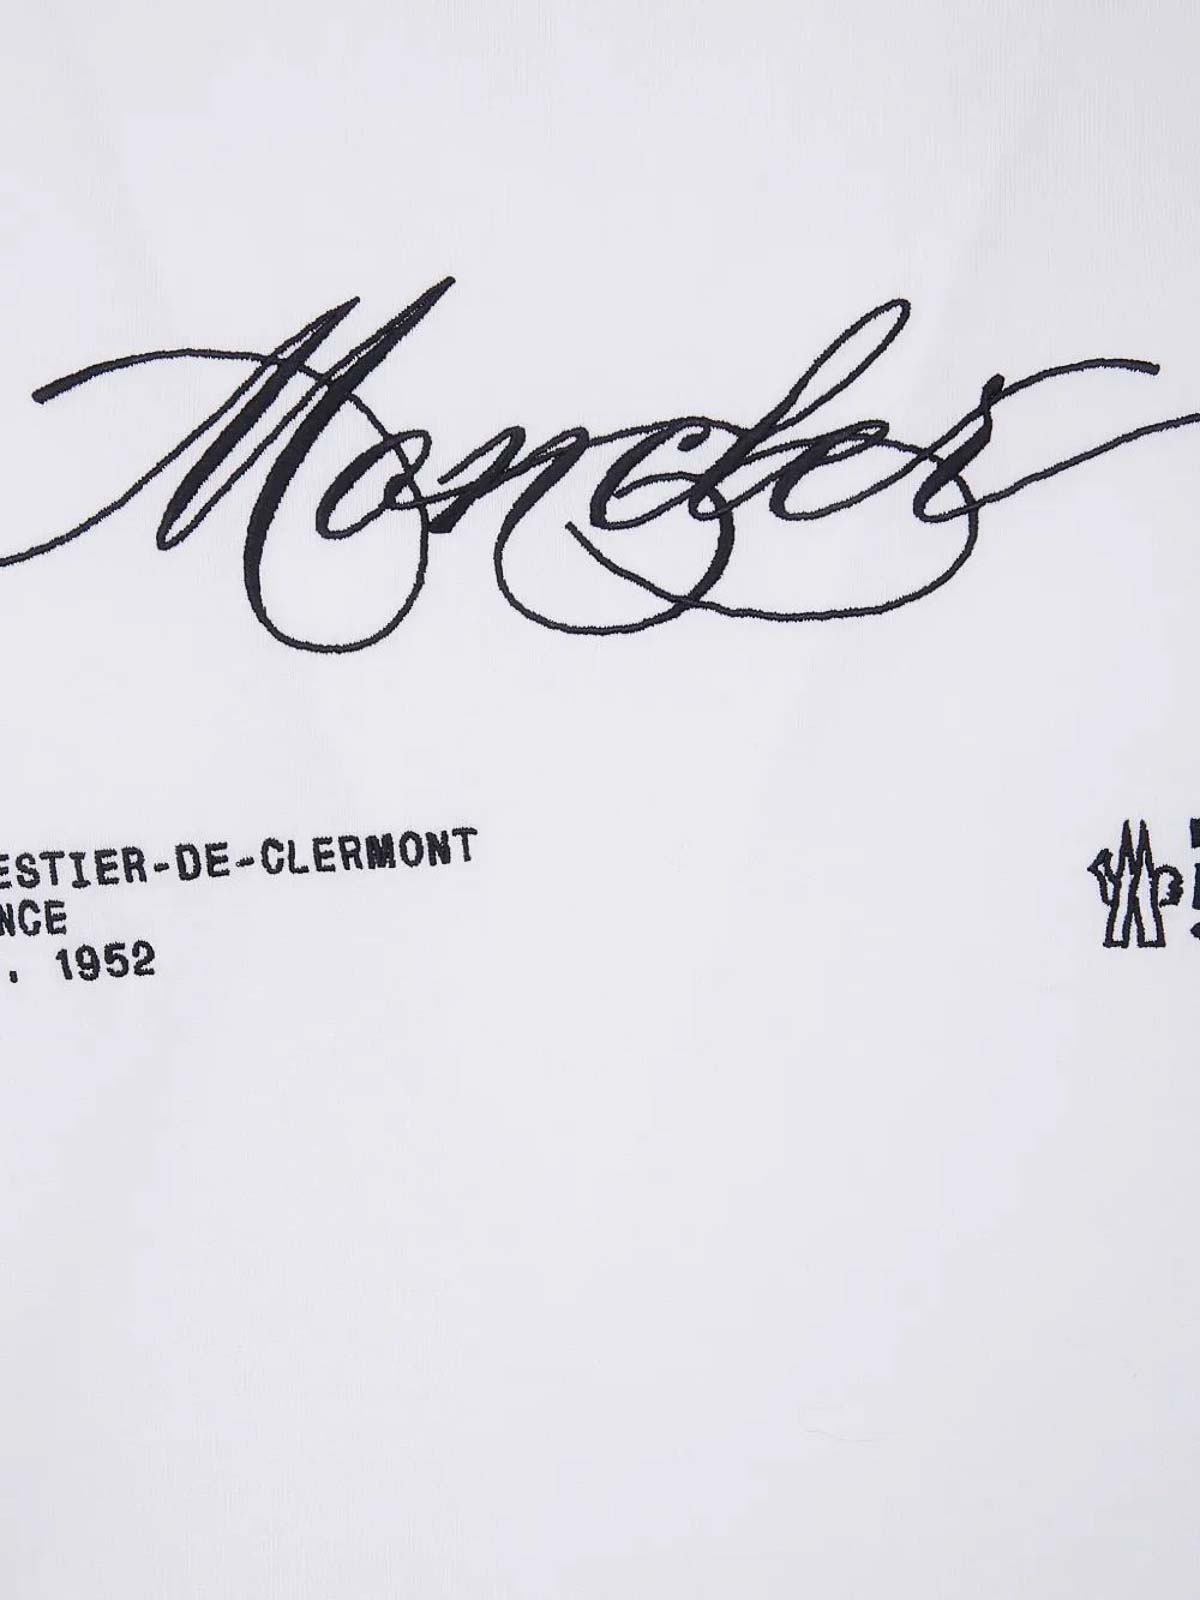 Moncler
ESTIER-DE-CLERMONT
NCE
. 1952